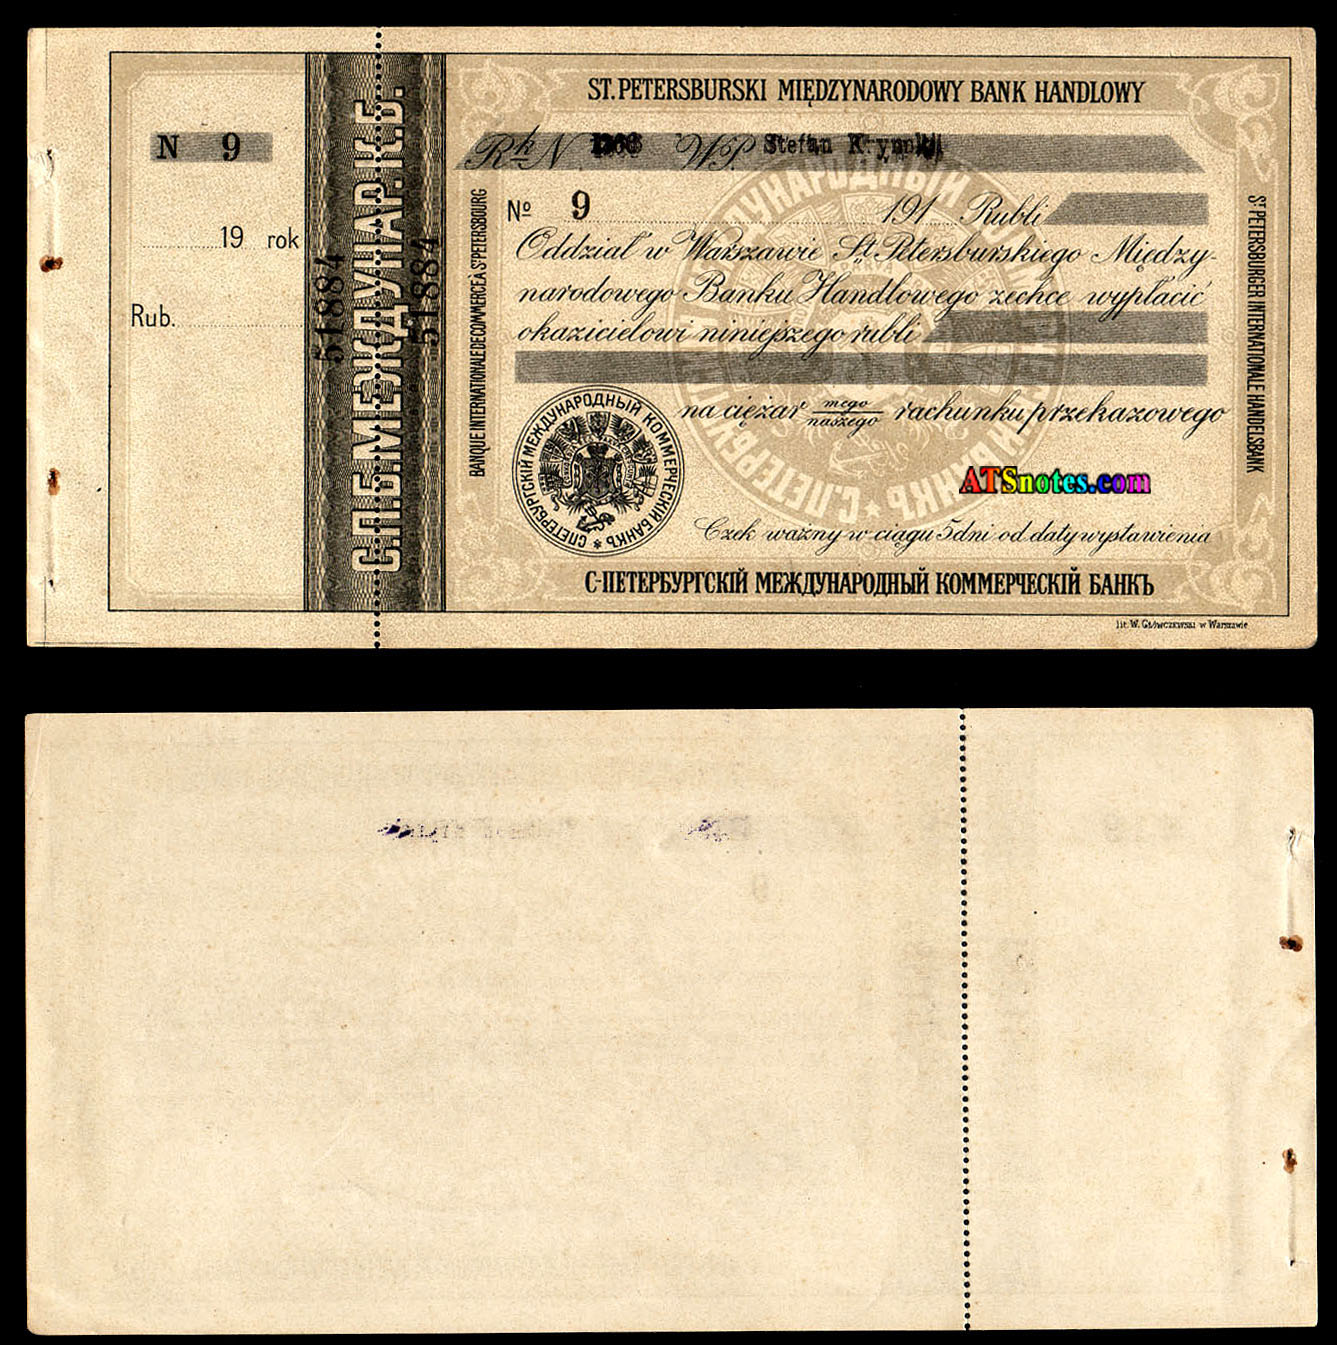 N 9
19 rok
Rub.
С.П.Б.МЕЖДУНАР.К.Б.
51884
51884
ST. PETERSBURSKI MIĘDZYNARODOWY BANK HANDLOWY
Rk N WP. Stefan
BANQUE INTERNATIONALE DE COMMERCE A ST PETERSBOURG
№ 9 191 Rubli
Oddział w Warszawie St. Petersburskiego Między-
narodowego Banku Handlowego zechce wypłacić
okazicielowi niniejszego rubli
na ciężar mego/naszego rachunku przekazowego
С ПЕТЕРБУРГСКІЙ МЕЖДУНАРОДНЫЙ КОММЕРЧЕСКІЙ БАНКЪ *
ATSnotes.com
Czek ważny w ciągu 5 dni od daty wystawienia
С-ПЕТЕРБУРГСКІЙ МЕЖДУНАРОДНЫЙ КОММЕРЧЕСКІЙ БАНКЪ
ST PETERSBURGER INTERNATIONALE HANDELSBANK
lit. W. Główczewski w Warszawie